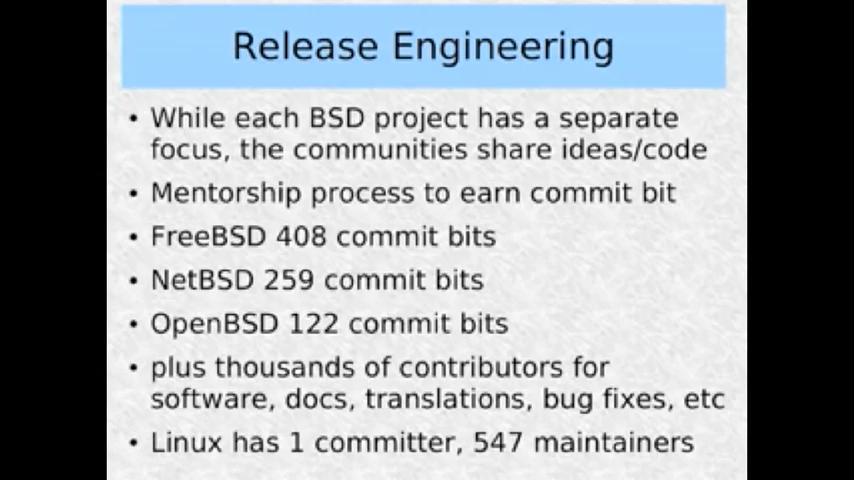 Release Engineering
• While each BSD project has a separate
focus, the communities share ideas/code
• Mentorship process to earn commit bit
• FreeBSD 408 commit bits
• NetBSD 259 commit bits
• OpenBSD 122 commit bits
• plus thousands of contributors for
software, docs, translations, bug fixes, etc
• Linux has 1 committer, 547 maintainers